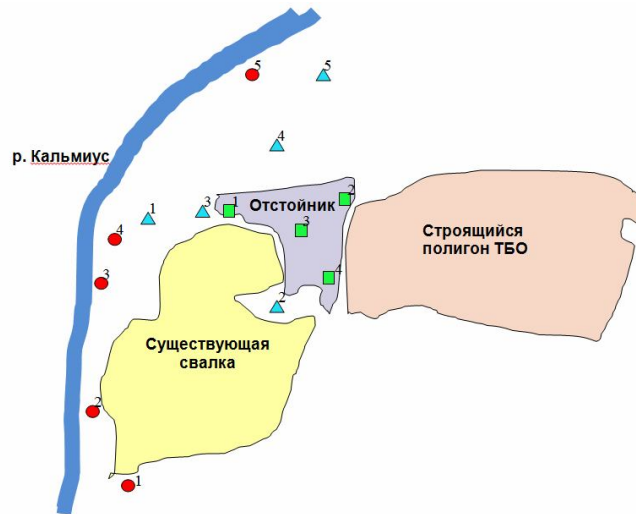 5
5
4
р. Кальмиус
2
Отстойник
1
3
1
3
4
Строящийся
полигон ТБО
4
3
2
Существующая
свалка
2
1